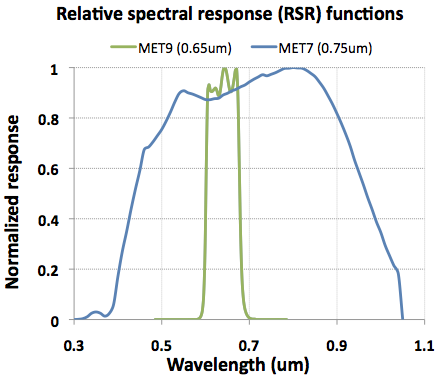 Relative spectral response (RSR) functions
MET9 (0.65um) MET7 (0.75um)
1
0.8
0.6
0.4
0.2
0
Normalized response
0.3 0.5 0.7 0.9 1.1
Wavelength (um)